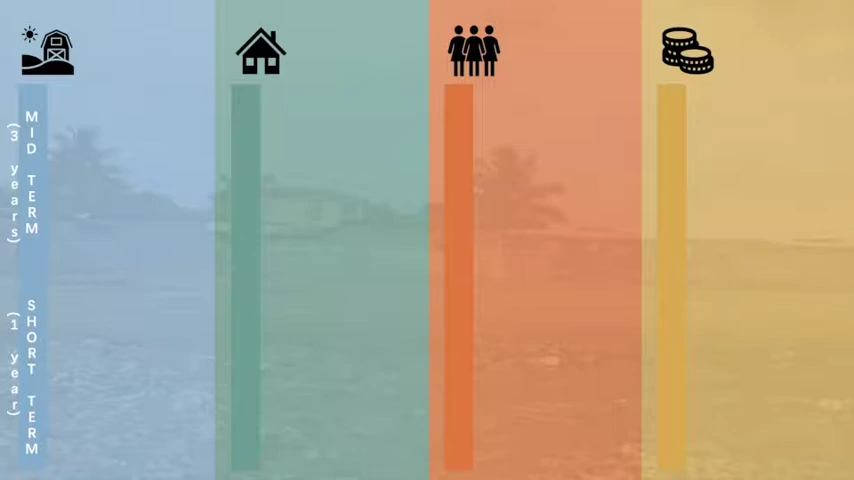 MID TERM
(3 years)
SHORT TERM
(1 year)